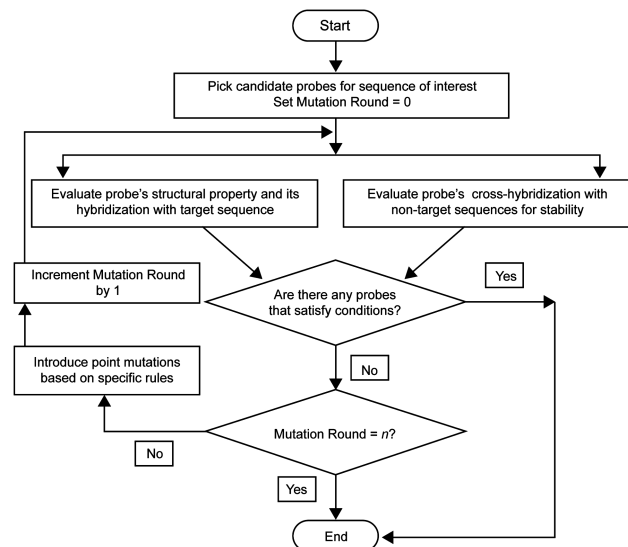 Start
Pick candidate probes for sequence of interest
Set Mutation Round = 0
Evaluate probe's structural property and its
hybridization with target sequence
Evaluate probe's cross-hybridization with
non-target sequences for stability
Increment Mutation Round
by 1
Yes
Are there any probes
that satisfy conditions?
Introduce point mutations
based on specific rules
No
Mutation Round = n?
No
Yes
End